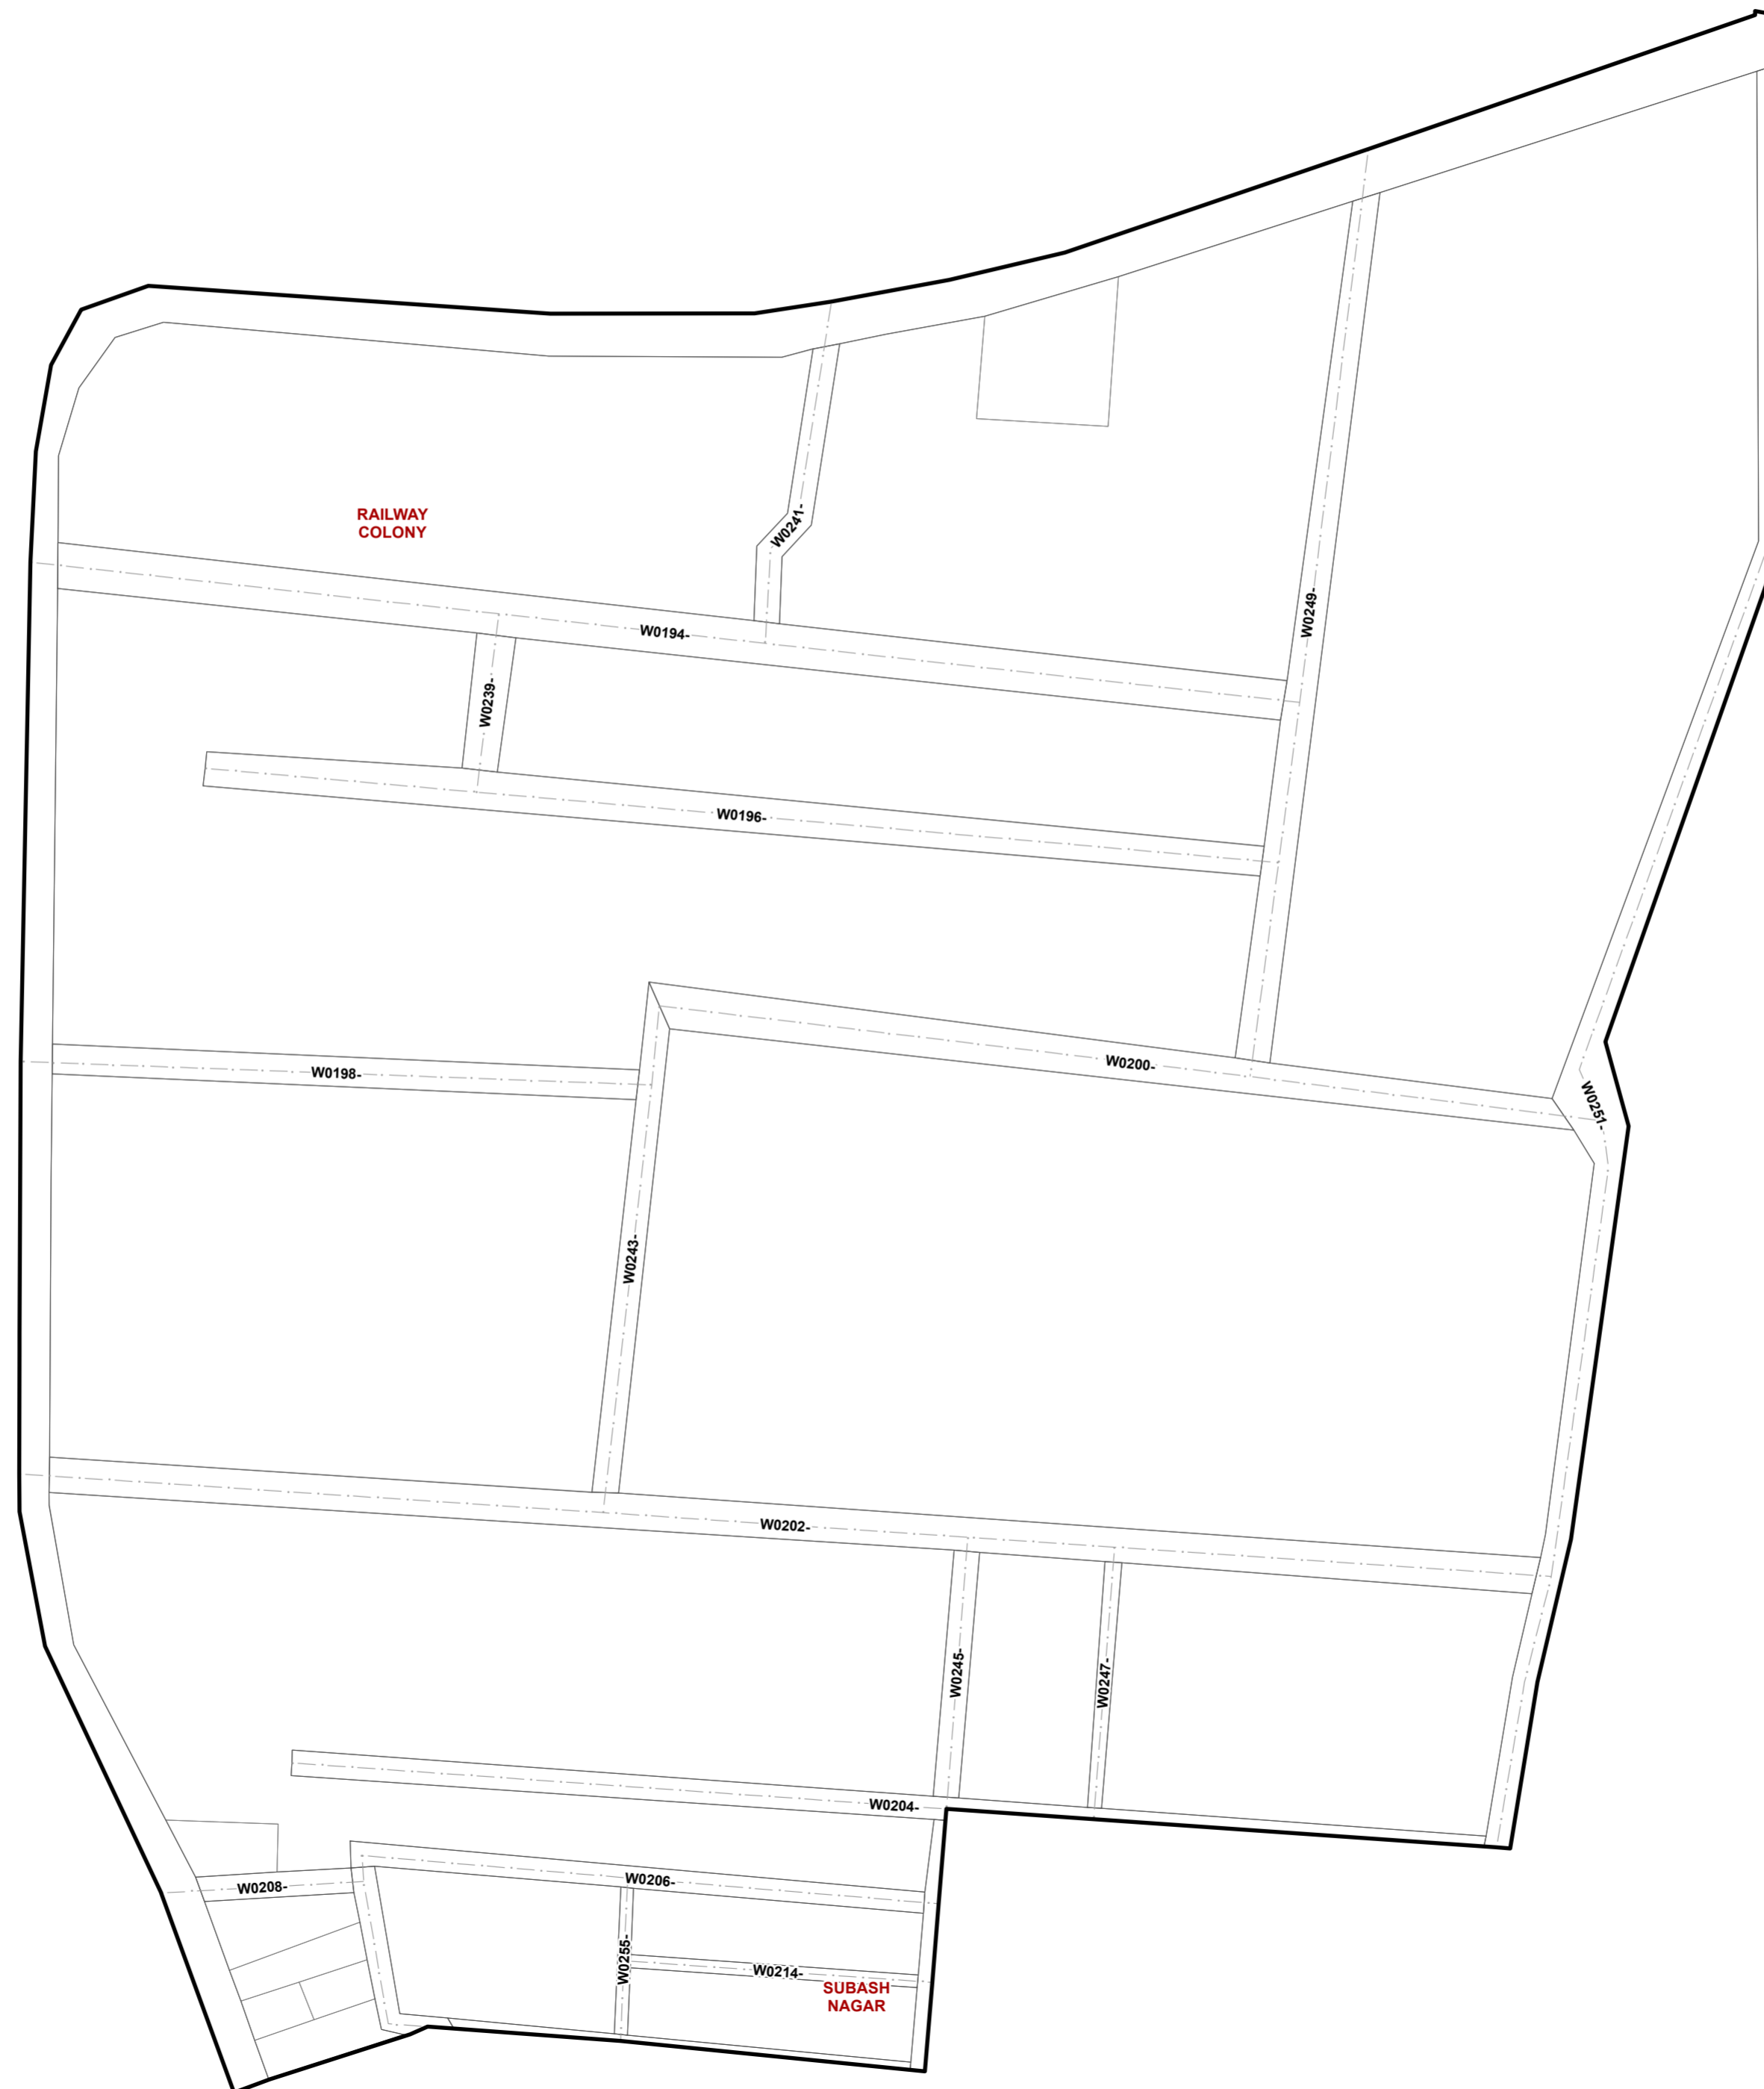 RAILWAY
COLONY
W0241-
W0249-
W0194-
W0239-
W0196-
W0200-
W0198-
W0251-
W0243-
W0202-
W0245-
W0247-
W0204-
W0206-
W0208-
W0255-
W0214-
SUBASH
NAGAR